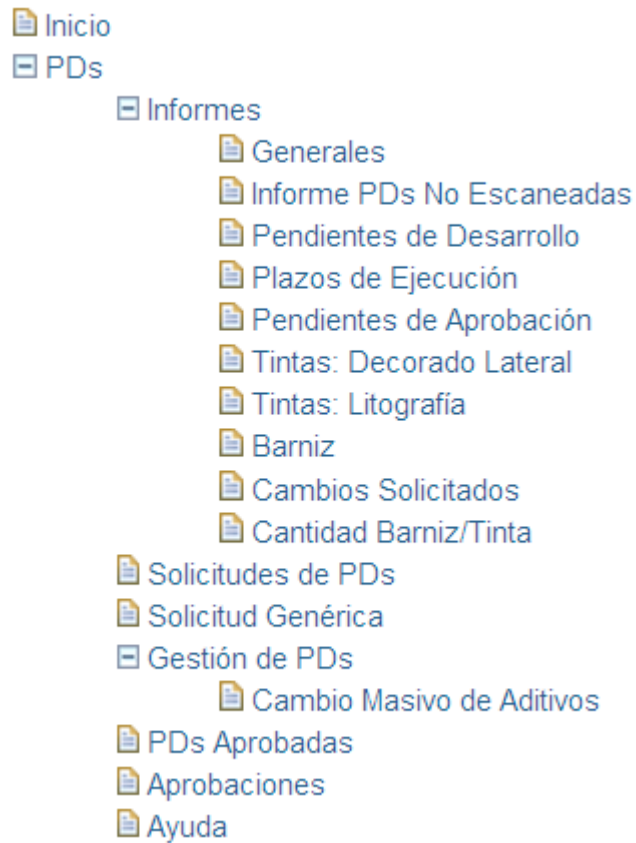 Inicio
PDs
Informes
Generales
Informe PDs No Escaneadas
Pendientes de Desarrollo
Plazos de Ejecución
Pendientes de Aprobación
Tintas: Decorado Lateral
Tintas: Litografía
Barniz
Cambios Solicitados
Cantidad Barniz/Tinta
Solicitudes de PDs
Solicitud Genérica
Gestión de PDs
Cambio Masivo de Aditivos
PDs Aprobadas
Aprobaciones
Ayuda